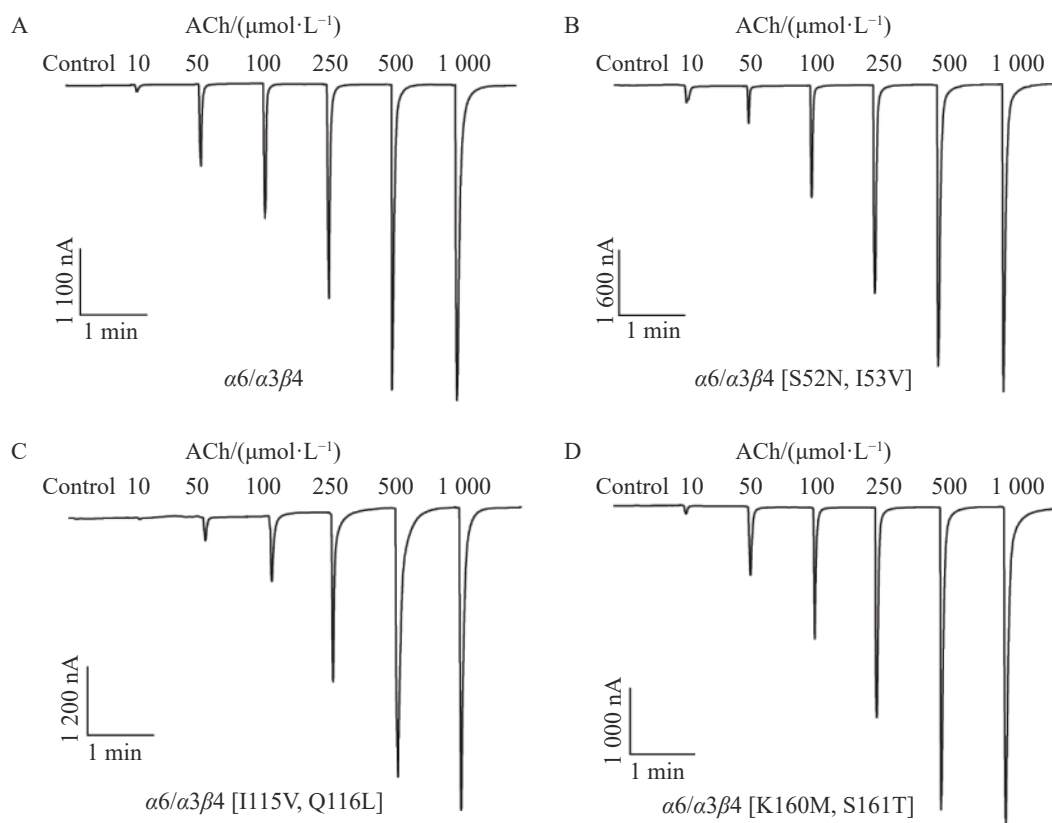 A
ACh/(μmol·L⁻¹)
Control 10 50 100 250 500 1 000
1 100 nA
1 min
α6/α3β4
B
ACh/(μmol·L⁻¹)
Control 10 50 100 250 500 1 000
1 600 nA
1 min
α6/α3β4 [S52N, I53V]
C
ACh/(μmol·L⁻¹)
Control 10 50 100 250 500 1 000
1 200 nA
1 min
α6/α3β4 [I115V, Q116L]
D
ACh/(μmol·L⁻¹)
Control 10 50 100 250 500 1 000
1 000 nA
1 min
α6/α3β4 [K160M, S161T]